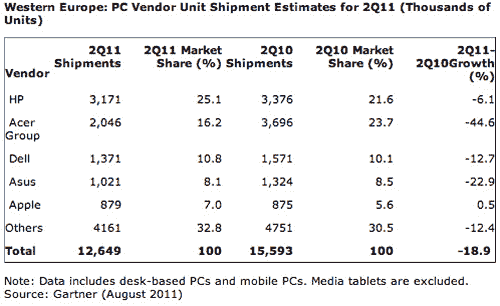 Western Europe: PC Vendor Unit Shipment Estimates for 2Q11 (Thousands of
Units)
Vendor 2Q11 Shipments 2Q11 Market Share (%) 2Q10 Shipments 2Q10 Market Share (%) 2Q11-2Q10Growth (%)
HP 3,171 25.1 3,376 21.6 -6.1
Acer Group 2,046 16.2 3,696 23.7 -44.6
Dell 1,371 10.8 1,571 10.1 -12.7
Asus 1,021 8.1 1,324 8.5 -22.9
Apple 879 7.0 875 5.6 0.5
Others 4161 32.8 4751 30.5 -12.4
Total 12,649 100 15,593 100 -18.9
Note: Data includes desk-based PCs and mobile PCs. Media tablets are excluded.
Source: Gartner (August 2011)